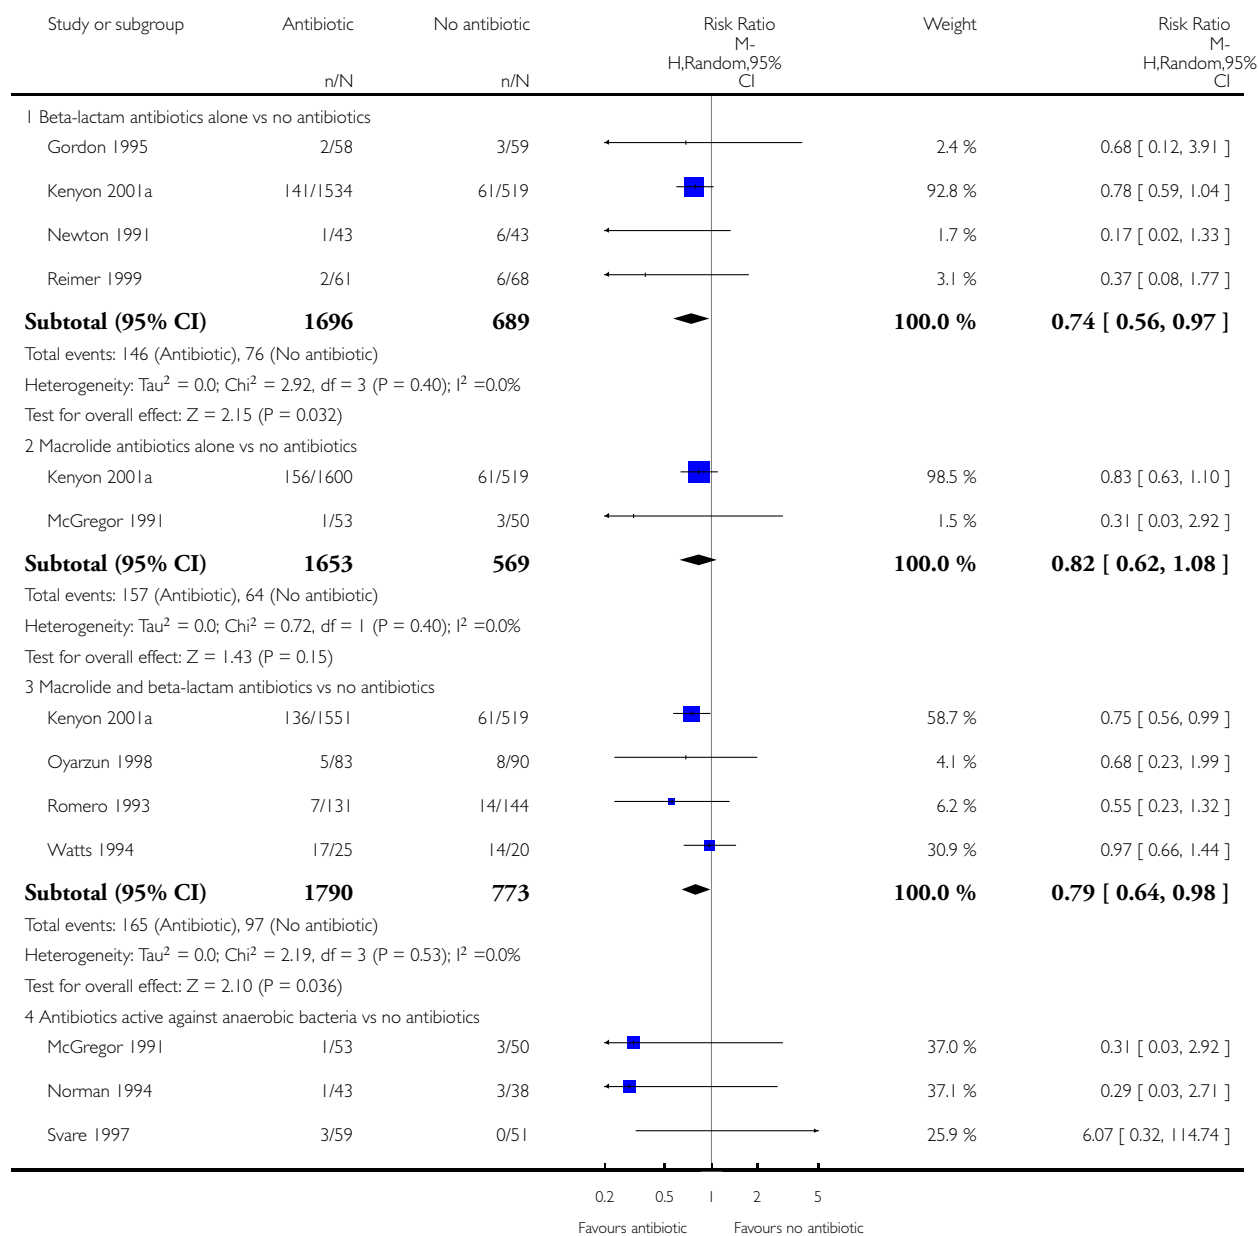 Study or subgroup Antibiotic No antibiotic Risk Ratio Weight Risk Ratio
M- M-
H,Random,95% H,Random,95%
n/N n/N CI CI
1 Beta-lactam antibiotics alone vs no antibiotics
Gordon 1995 2/58 3/59 2.4 % 0.68 [ 0.12, 3.91 ]
Kenyon 2001a 141/1534 61/519 92.8 % 0.78 [ 0.59, 1.04 ]
Newton 1991 1/43 6/43 1.7 % 0.17 [ 0.02, 1.33 ]
Reimer 1999 2/61 6/68 3.1 % 0.37 [ 0.08, 1.77 ]
Subtotal (95% CI) 1696 689 100.0 % 0.74 [ 0.56, 0.97 ]
Total events: 146 (Antibiotic), 76 (No antibiotic)
Heterogeneity: Tau² = 0.0; Chi² = 2.92, df = 3 (P = 0.40); I² =0.0%
Test for overall effect: Z = 2.15 (P = 0.032)
2 Macrolide antibiotics alone vs no antibiotics
Kenyon 2001a 156/1600 61/519 98.5 % 0.83 [ 0.63, 1.10 ]
McGregor 1991 1/53 3/50 1.5 % 0.31 [ 0.03, 2.92 ]
Subtotal (95% CI) 1653 569 100.0 % 0.82 [ 0.62, 1.08 ]
Total events: 157 (Antibiotic), 64 (No antibiotic)
Heterogeneity: Tau² = 0.0; Chi² = 0.72, df = 1 (P = 0.40); I² =0.0%
Test for overall effect: Z = 1.43 (P = 0.15)
3 Macrolide and beta-lactam antibiotics vs no antibiotics
Kenyon 2001a 136/1551 61/519 58.7 % 0.75 [ 0.56, 0.99 ]
Oyarzun 1998 5/83 8/90 4.1 % 0.68 [ 0.23, 1.99 ]
Romero 1993 7/131 14/144 6.2 % 0.55 [ 0.23, 1.32 ]
Watts 1994 17/25 14/20 30.9 % 0.97 [ 0.66, 1.44 ]
Subtotal (95% CI) 1790 773 100.0 % 0.79 [ 0.64, 0.98 ]
Total events: 165 (Antibiotic), 97 (No antibiotic)
Heterogeneity: Tau² = 0.0; Chi² = 2.19, df = 3 (P = 0.53); I² =0.0%
Test for overall effect: Z = 2.10 (P = 0.036)
4 Antibiotics active against anaerobic bacteria vs no antibiotics
McGregor 1991 1/53 3/50 37.0 % 0.31 [ 0.03, 2.92 ]
Norman 1994 1/43 3/38 37.1 % 0.29 [ 0.03, 2.71 ]
Svare 1997 3/59 0/51 25.9 % 6.07 [ 0.32, 114.74 ]
0.2 0.5 1 2 5
Favours antibiotic Favours no antibiotic